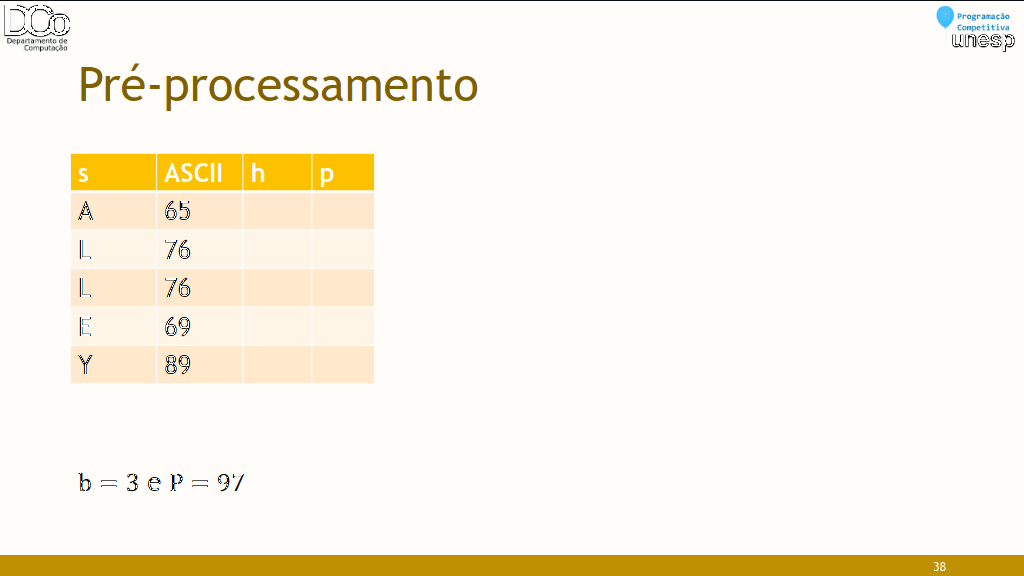 DCo
Departamento de
Computação
Programação
Competitiva
unesp
Pré-processamento
s ASCII h p
A 65
L 76
L 76
E 69
Y 89
b = 3 e P = 97
38